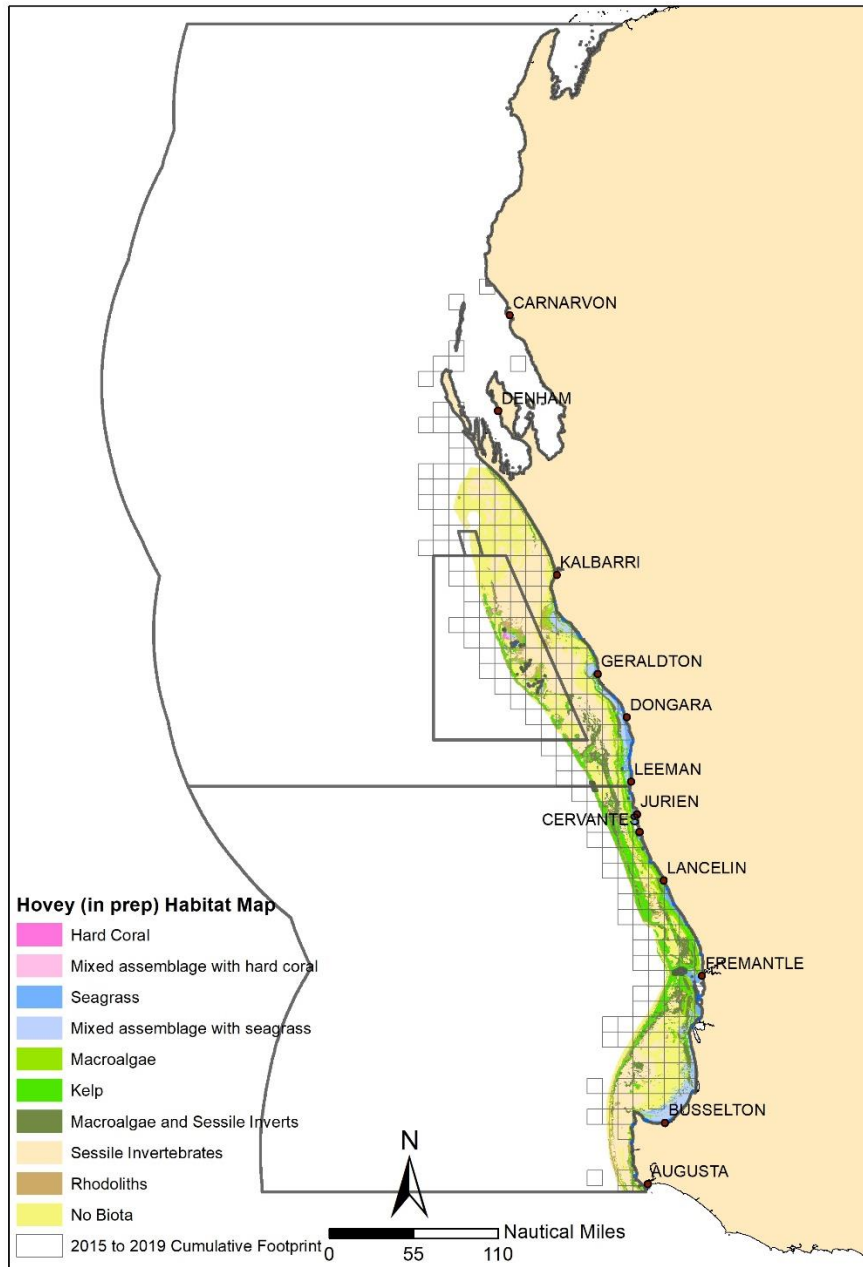 CARNARVON
DENHAM
KALBARRI
GERALDTON
DONGARA
LEEMAN
JURIEN
CERVANTES
LANCELIN
FREMANTLE
BUSSELTON
AUGUSTA
Hovey (in prep) Habitat Map
Hard Coral
Mixed assemblage with hard coral
Seagrass
Mixed assemblage with seagrass
Macroalgae
Kelp
Macroalgae and Sessile Inverts
Sessile Invertebrates
Rhodoliths
No Biota
2015 to 2019 Cumulative Footprint
N
Nautical Miles
0 55 110